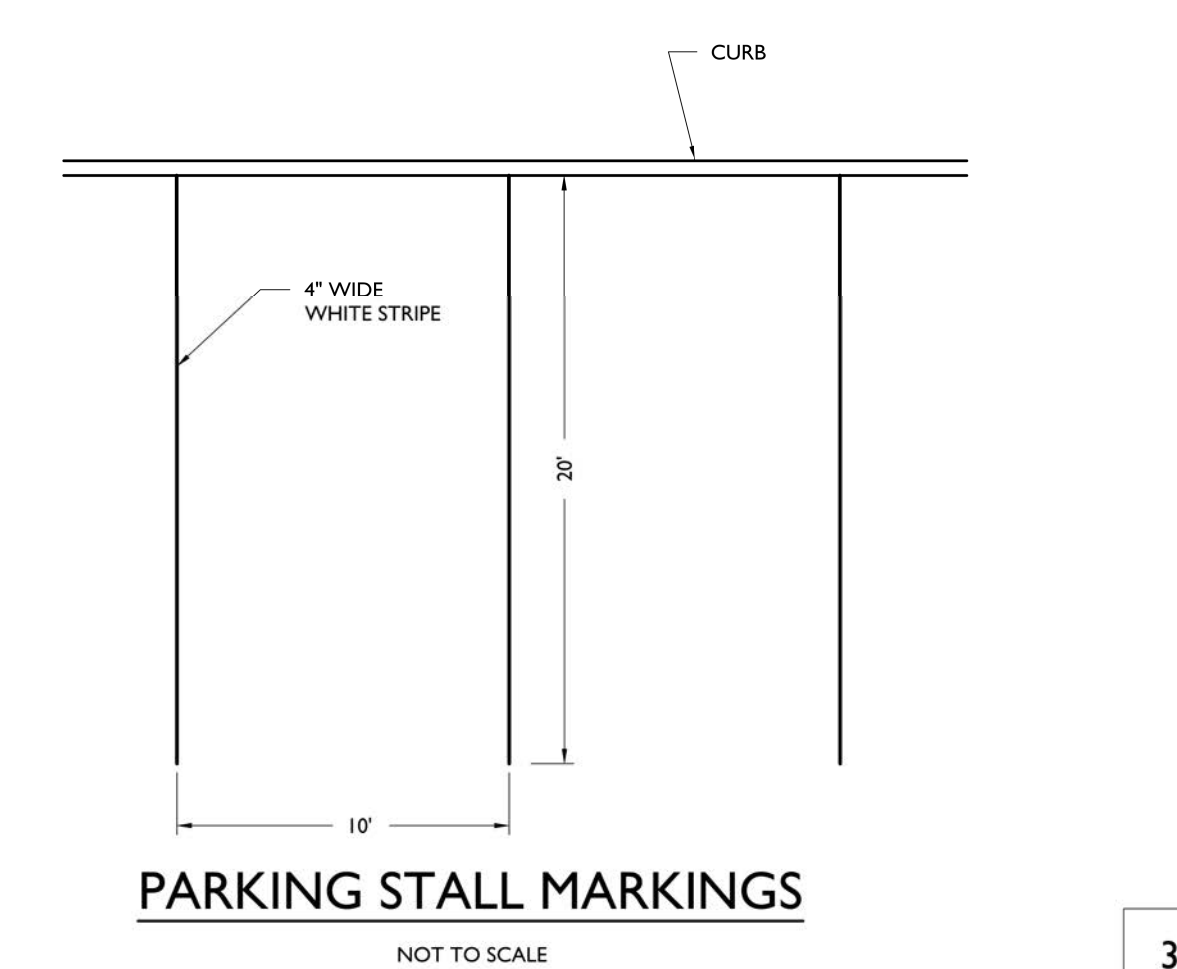 CURB
4" WIDE
WHITE STRIPE
20'
10'
PARKING STALL MARKINGS
NOT TO SCALE
3